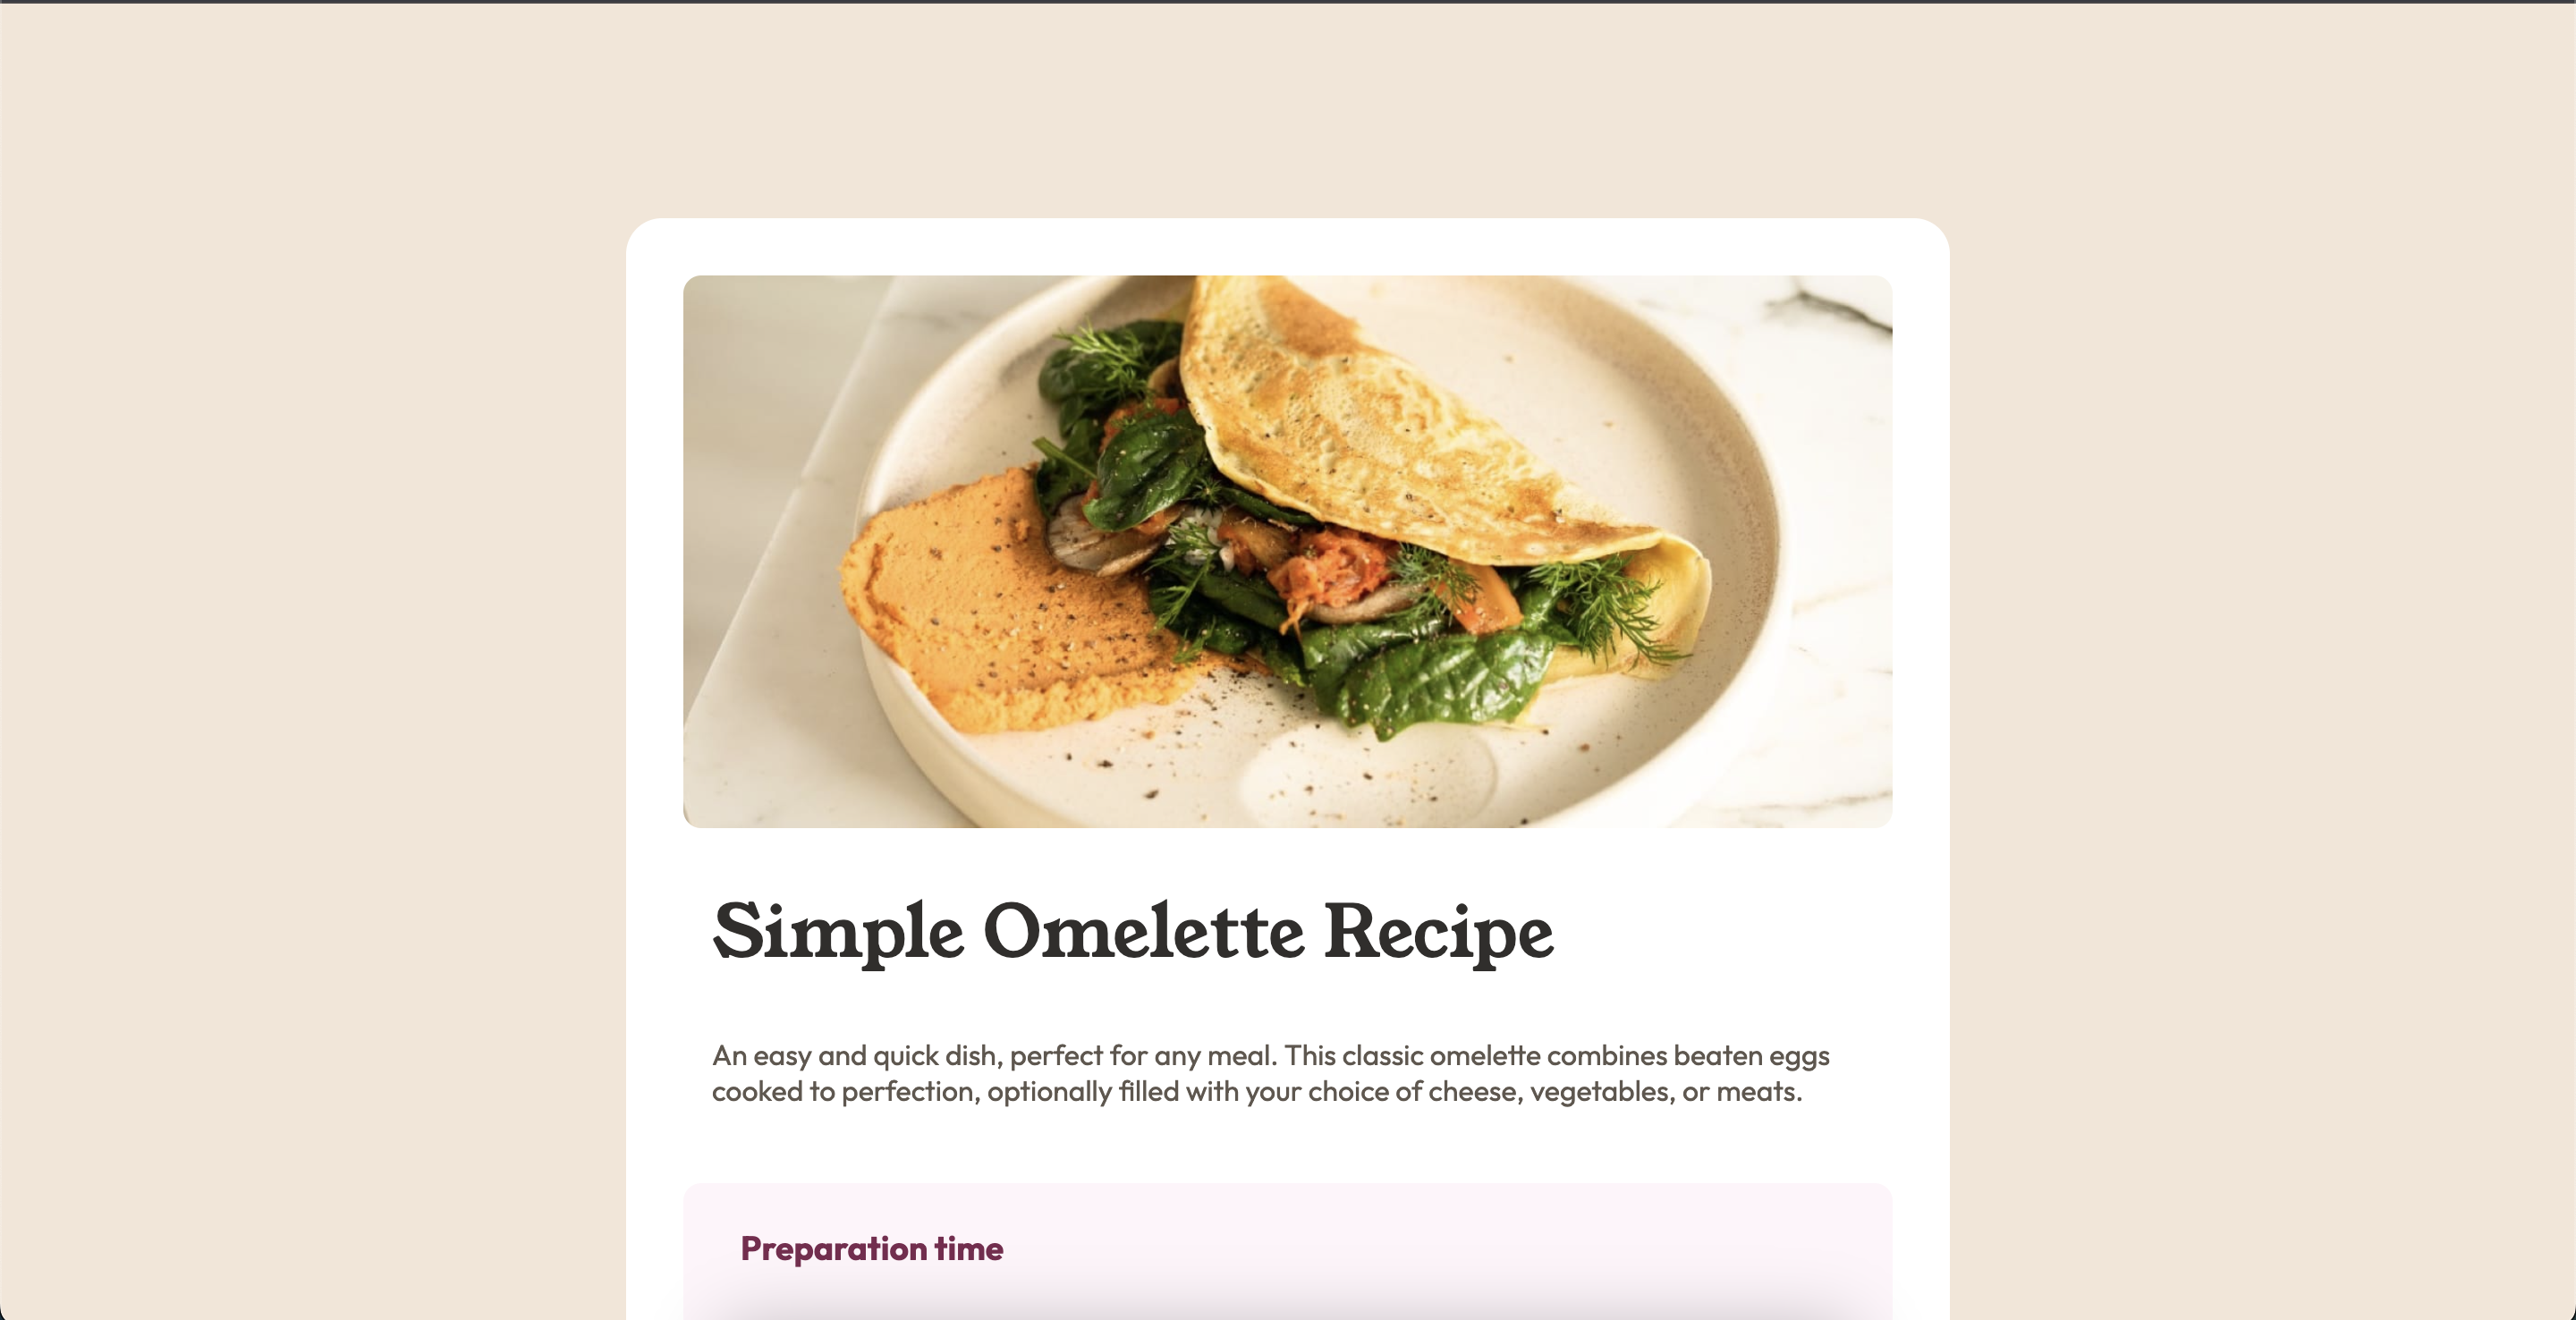 Simple Omelette Recipe
An easy and quick dish, perfect for any meal. This classic omelette combines beaten eggs
cooked to perfection, optionally filled with your choice of cheese, vegetables, or meats.
Preparation time